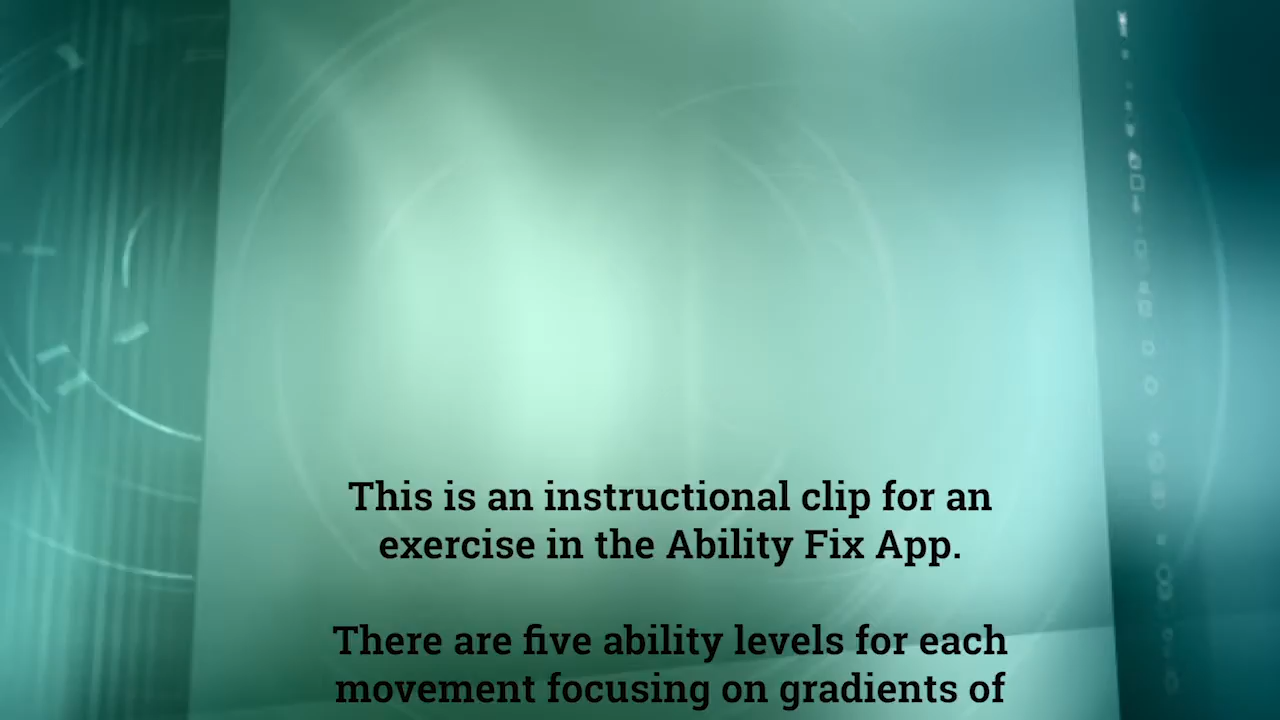 This is an instructional clip for an
exercise in the Ability Fix App.
There are five ability levels for each
movement focusing on gradients of